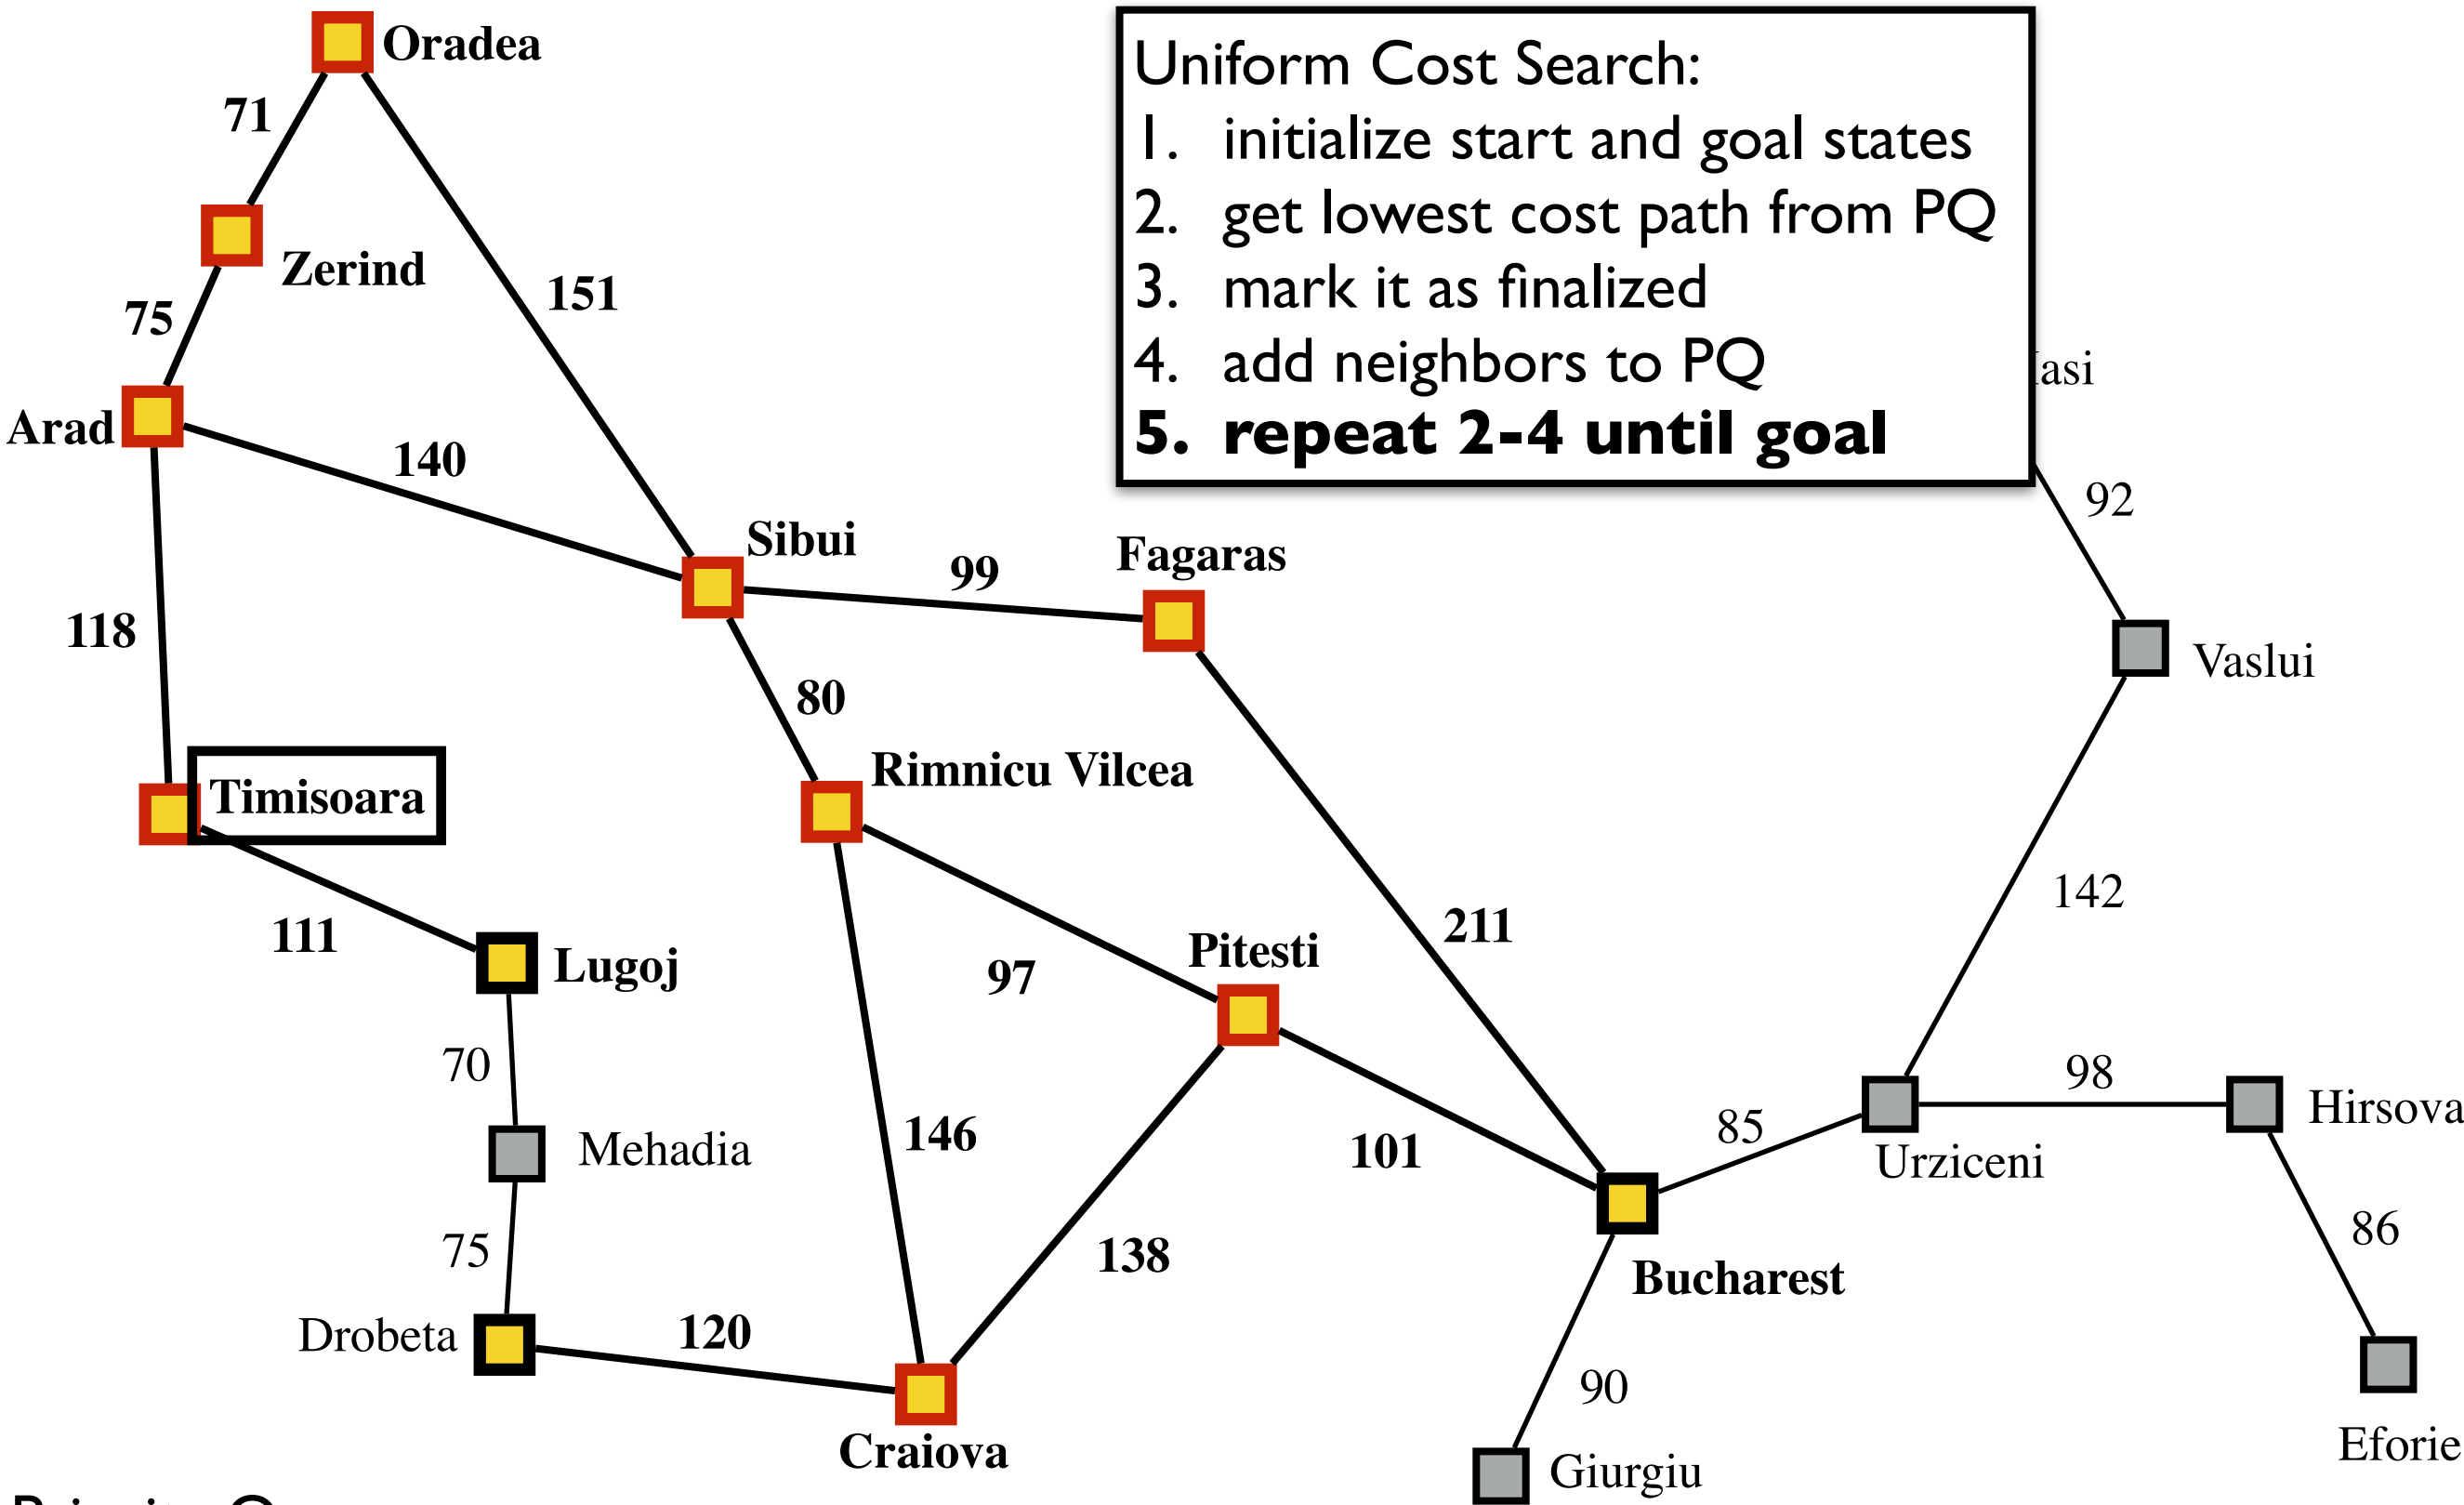 Oradea
Uniform Cost Search:
1. initialize start and goal states
2. get lowest cost path from PQ
3. mark it as finalized
4. add neighbors to PQ
5. repeat 2-4 until goal
71
Zerind
151
75
Iasi
Arad
140
92
Sibui
99
Fagaras
118
Vaslui
80
Rimnicu Vilcea
Timisoara
142
111
Lugoj
97
Pitesti
211
70
98
Hirsova
Mehadia
146
101
85
Urziceni
75
138
86
Bucharest
Drobeta
120
90
Craiova
Giurgiu
Eforie